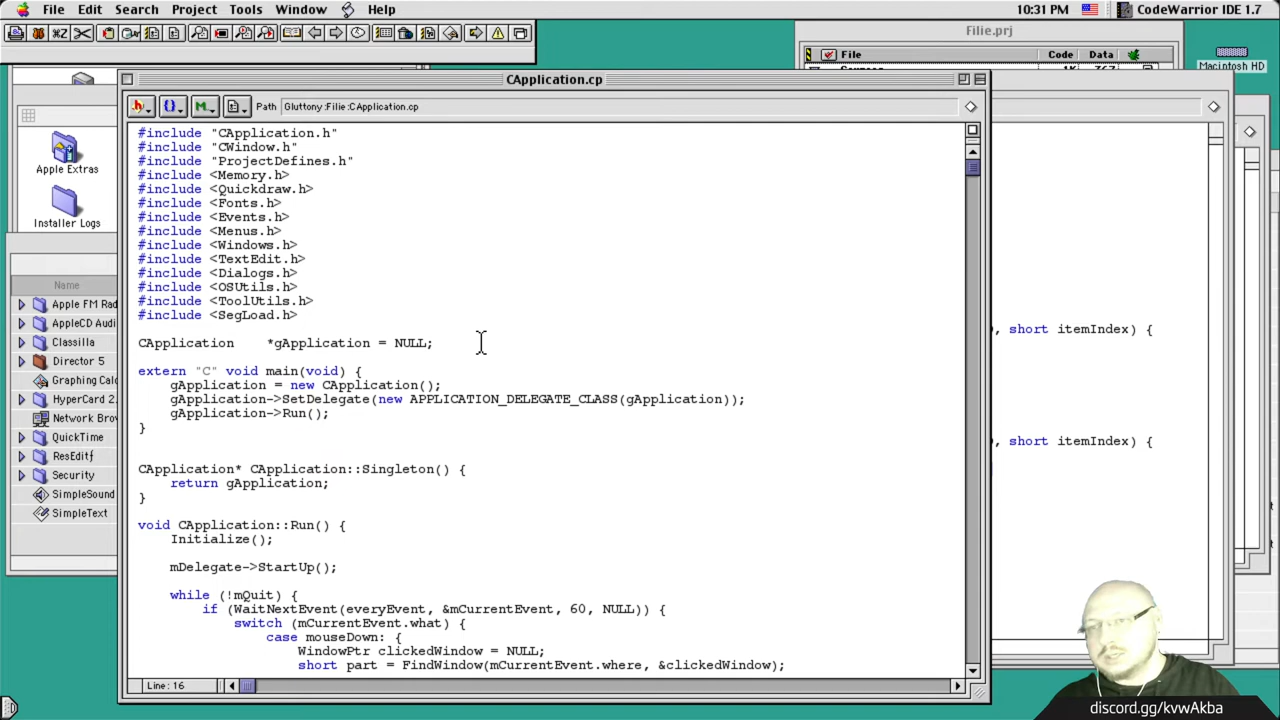 File Edit Search Project Tools Window Help
10:31 PM CodeWarrior IDE 1.7
Filie.prj
File Code Data
Macintosh HD
CApplication.cp
Path Gluttony:Filie:CApplication.cp
Apple Extras
Installer Logs
Name
Apple FM Rad
AppleCD Audi
Classilla
Director 5
Graphing Calc
HyperCard 2.
Network Brow
QuickTime
ResEdit ƒ
Security
SimpleSound
SimpleText
#include "CApplication.h"
#include "CWindow.h"
#include "ProjectDefines.h"
#include <Memory.h>
#include <Quickdraw.h>
#include <Fonts.h>
#include <Events.h>
#include <Menus.h>
#include <Windows.h>
#include <TextEdit.h>
#include <Dialogs.h>
#include <OSUtils.h>
#include <ToolUtils.h>
#include <SegLoad.h>
CApplication *gApplication = NULL;
extern "C" void main(void) {
gApplication = new CApplication();
gApplication->SetDelegate(new APPLICATION_DELEGATE_CLASS(gApplication));
gApplication->Run();
}
CApplication* CApplication::Singleton() {
return gApplication;
}
void CApplication::Run() {
Initialize();
mDelegate->StartUp();
while (!mQuit) {
if (WaitNextEvent(everyEvent, &mCurrentEvent, 60, NULL)) {
switch (mCurrentEvent.what) {
case mouseDown: {
WindowPtr clickedWindow = NULL;
short part = FindWindow(mCurrentEvent.where, &clickedWindow);
Line: 16
, short itemIndex) {
, short itemIndex) {
discord.gg/kvwAkba